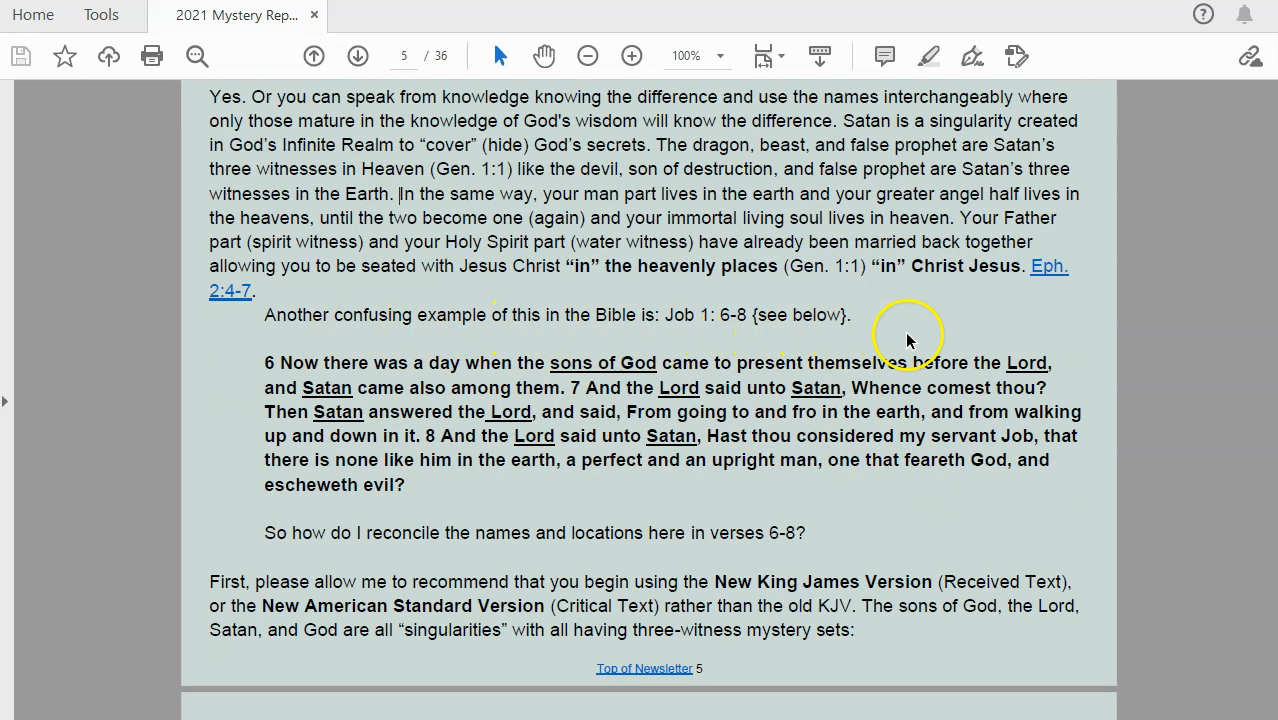 Home Tools 2021 Mystery Rep... ×
5 / 36 100%
Yes. Or you can speak from knowledge knowing the difference and use the names interchangeably where
only those mature in the knowledge of God's wisdom will know the difference. Satan is a singularity created
in God’s Infinite Realm to “cover” (hide) God’s secrets. The dragon, beast, and false prophet are Satan’s
three witnesses in Heaven (Gen. 1:1) like the devil, son of destruction, and false prophet are Satan’s three
witnesses in the Earth. In the same way, your man part lives in the earth and your greater angel half lives in
the heavens, until the two become one (again) and your immortal living soul lives in heaven. Your Father
part (spirit witness) and your Holy Spirit part (water witness) have already been married back together
allowing you to be seated with Jesus Christ “in” the heavenly places (Gen. 1:1) “in” Christ Jesus. Eph.
2:4-7.
Another confusing example of this in the Bible is: Job 1: 6-8 {see below}.
6 Now there was a day when the sons of God came to present themselves before the Lord,
and Satan came also among them. 7 And the Lord said unto Satan, Whence comest thou?
Then Satan answered the Lord, and said, From going to and fro in the earth, and from walking
up and down in it. 8 And the Lord said unto Satan, Hast thou considered my servant Job, that
there is none like him in the earth, a perfect and an upright man, one that feareth God, and
escheweth evil?
So how do I reconcile the names and locations here in verses 6-8?
First, please allow me to recommend that you begin using the New King James Version (Received Text),
or the New American Standard Version (Critical Text) rather than the old KJV. The sons of God, the Lord,
Satan, and God are all “singularities” with all having three-witness mystery sets:
Top of Newsletter 5